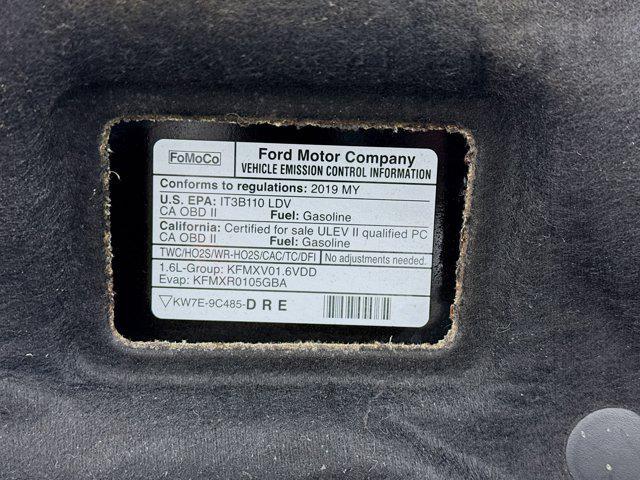 FoMoCo
Ford Motor Company
VEHICLE EMISSION CONTROL INFORMATION
Conforms to regulations: 2019 MY
U.S. EPA: IT3B110 LDV
CA OBD II Fuel: Gasoline
California: Certified for sale ULEV II qualified PC
CA OBD II Fuel: Gasoline
TWC/HO2S/WR-HO2S/CAC/TC/DFI No adjustments needed.
1.6L-Group: KFMXV01.6VDD
Evap: KFMXR0105GBA
KW7E-9C485-D R E